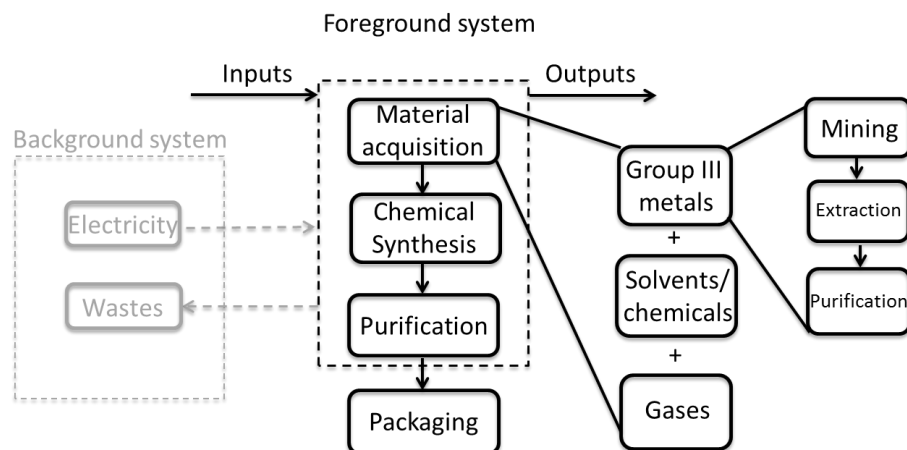 Foreground system
Inputs
Outputs
Background system
Electricity
Wastes
Material
acquisition
Chemical
Synthesis
Purification
Packaging
Group III
metals
+
Solvents/
chemicals
+
Gases
Mining
Extraction
Purification